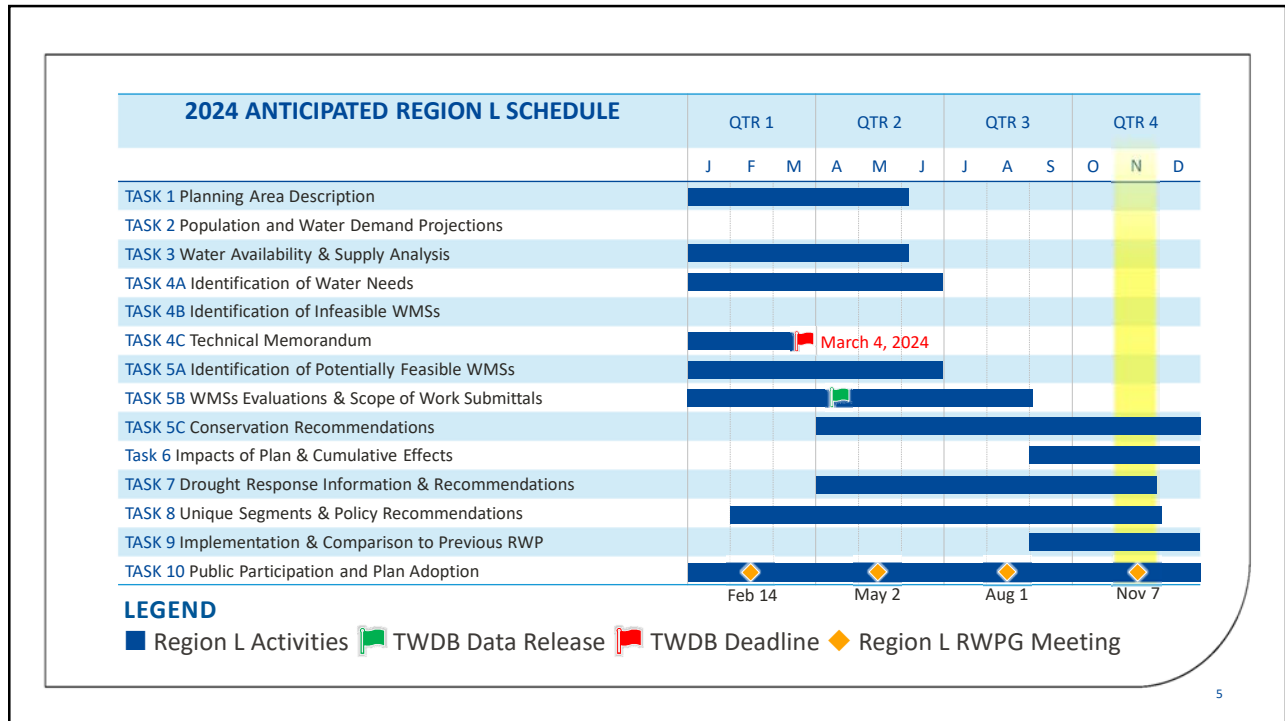 2024 ANTICIPATED REGION L SCHEDULE
QTR 1 QTR 2 QTR 3 QTR 4
J F M A M J J A S O N D
TASK 1 Planning Area Description
TASK 2 Population and Water Demand Projections
TASK 3 Water Availability & Supply Analysis
TASK 4A Identification of Water Needs
TASK 4B Identification of Infeasible WMSs
TASK 4C Technical Memorandum March 4, 2024
TASK 5A Identification of Potentially Feasible WMSs
TASK 5B WMSs Evaluations & Scope of Work Submittals
TASK 5C Conservation Recommendations
Task 6 Impacts of Plan & Cumulative Effects
TASK 7 Drought Response Information & Recommendations
TASK 8 Unique Segments & Policy Recommendations
TASK 9 Implementation & Comparison to Previous RWP
TASK 10 Public Participation and Plan Adoption
Feb 14 May 2 Aug 1 Nov 7
LEGEND
Region L Activities TWDB Data Release TWDB Deadline Region L RWPG Meeting
5